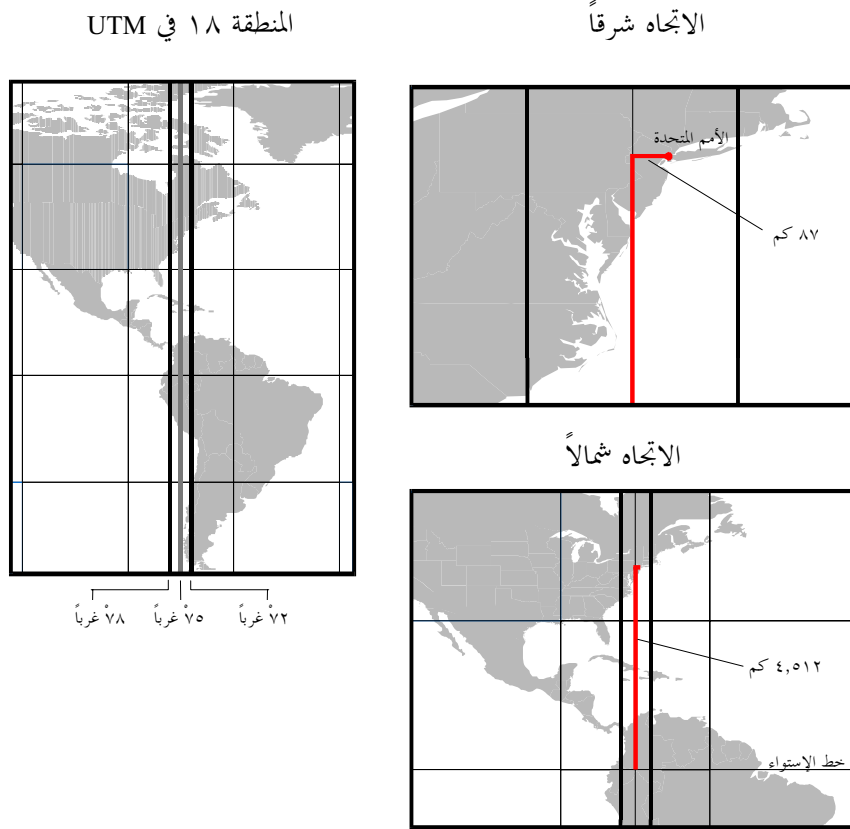 المنطقة ١٨ في UTM
٧٨ْ غرباً
٧٥ْ غرباً
٧٢ْ غرباً
الاتجاه شرقاً
الأمم المتحدة
٨٧ كم
الاتجاه شمالاً
٤,٥١٢ كم
خط الإستواء